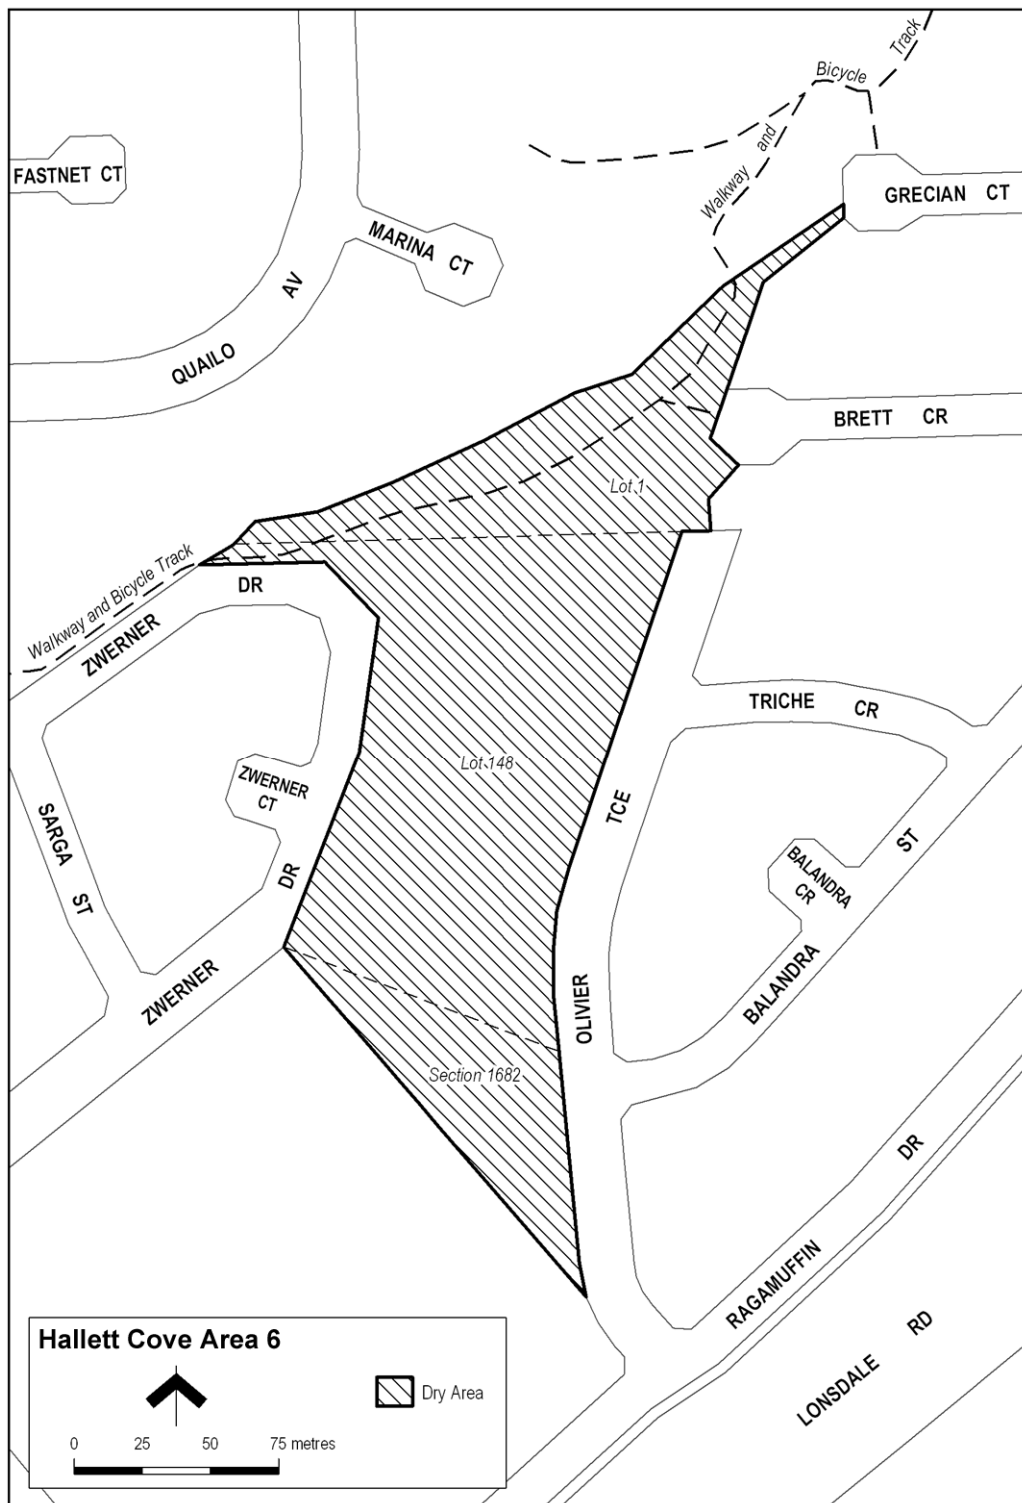 Track
Bicycle
and
Walkway
FASTNET CT
GRECIAN CT
MARINA CT
AV
QUAILO
BRETT CR
Lot 1
Walkway and Bicycle Track
DR
ZWERNER
TRICHE CR
Lot 148
ZWERNER
CT
TCE
SARGA ST
DR
ST
BALANDRA
CR
ZWERNER
BALANDRA
OLIVIER
Section 1682
DR
RAGAMUFFIN
LONSDALE RD
Hallett Cove Area 6
Dry Area
0 25 50 75 metres